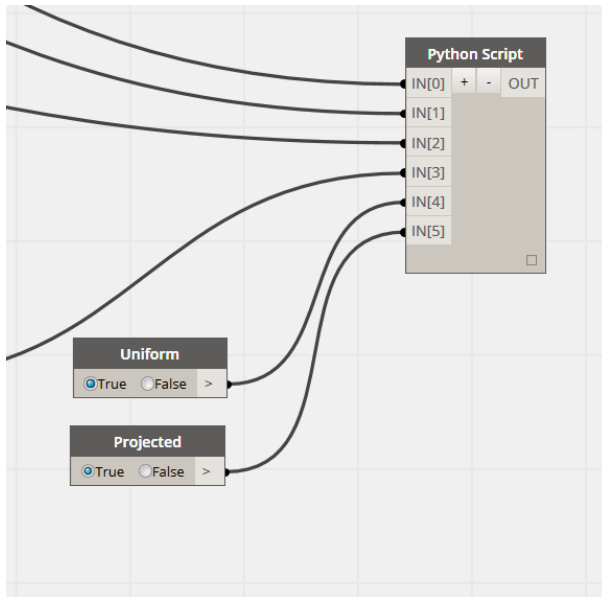 Python Script
IN[0] + - OUT
IN[1]
IN[2]
IN[3]
IN[4]
IN[5]
Uniform
True False >
Projected
True False >